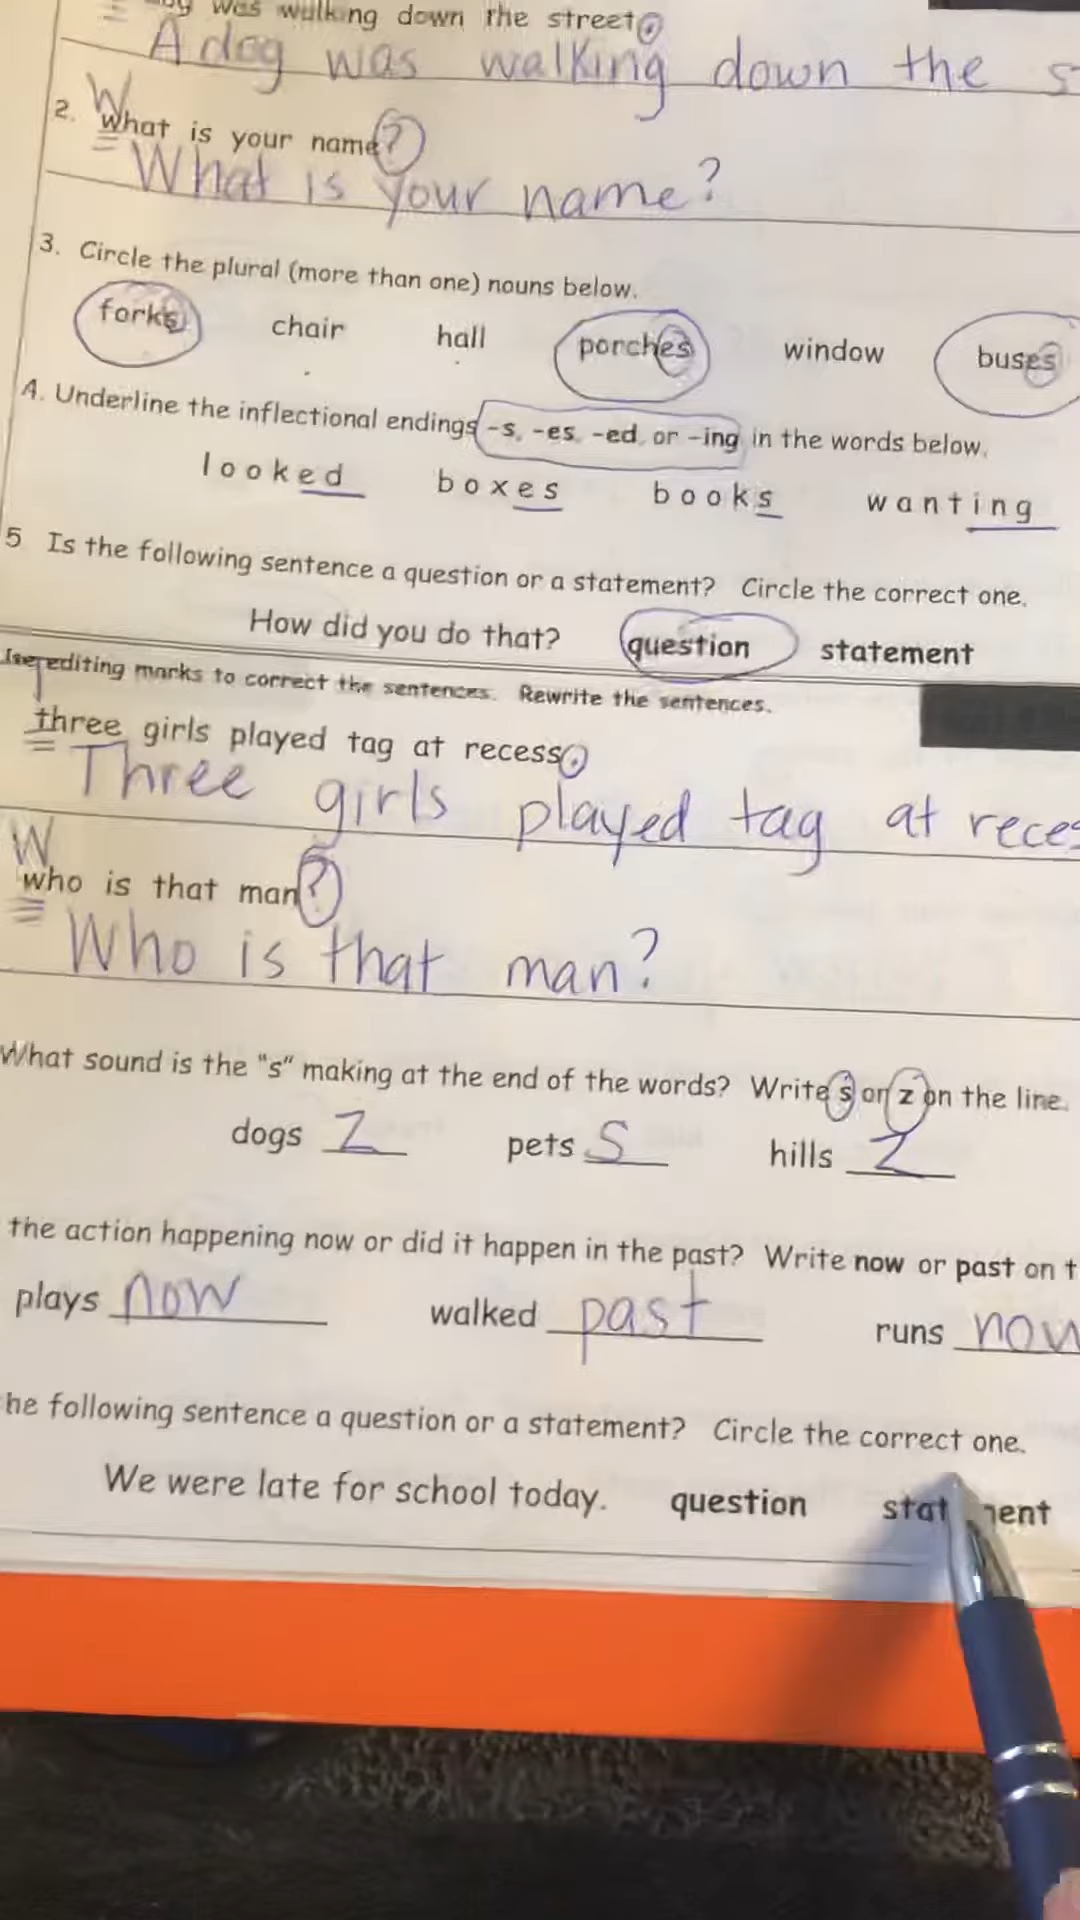 was walking down the street.
A dog was walking down the s
W
2. What is your name?
What is your name?
3. Circle the plural (more than one) nouns below.
forks chair hall porches window buses
4. Underline the inflectional endings -s, -es, -ed, or -ing in the words below.
looked boxes books wanting
5 Is the following sentence a question or a statement? Circle the correct one.
How did you do that? question statement
editing marks to correct the sentences. Rewrite the sentences.
T
three girls played tag at recess.
Three girls played tag at reces
W
who is that man?
Who is that man?
What sound is the "s" making at the end of the words? Write s or z on the line.
dogs Z pets S hills Z
the action happening now or did it happen in the past? Write now or past on t
plays now walked past runs now
he following sentence a question or a statement? Circle the correct one.
We were late for school today. question